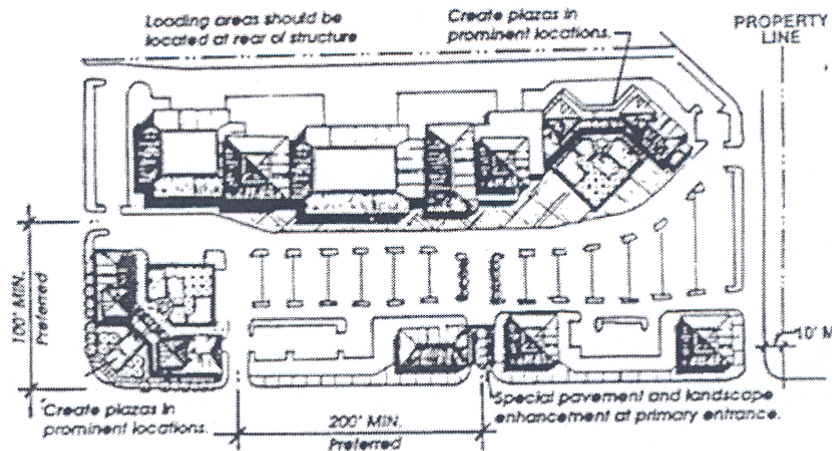 Loading areas should be
located at rear of structure
Create plazas in
prominent locations.
PROPERTY
LINE
100' MIN.
Preferred
10' M
Create plazas in
prominent locations.
200' MIN.
Preferred
Special pavement and landscape
enhancement at primary entrance.